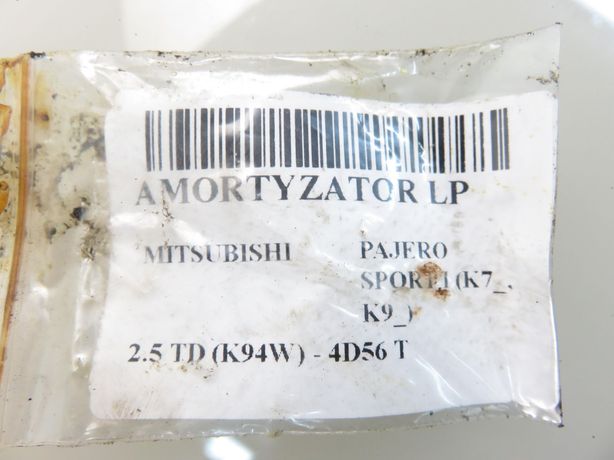 AMORTYZATOR LP
MITSUBISHI PAJERO
SPORT I (K7_,
K9_)
2.5 TD (K94W) - 4D56 T